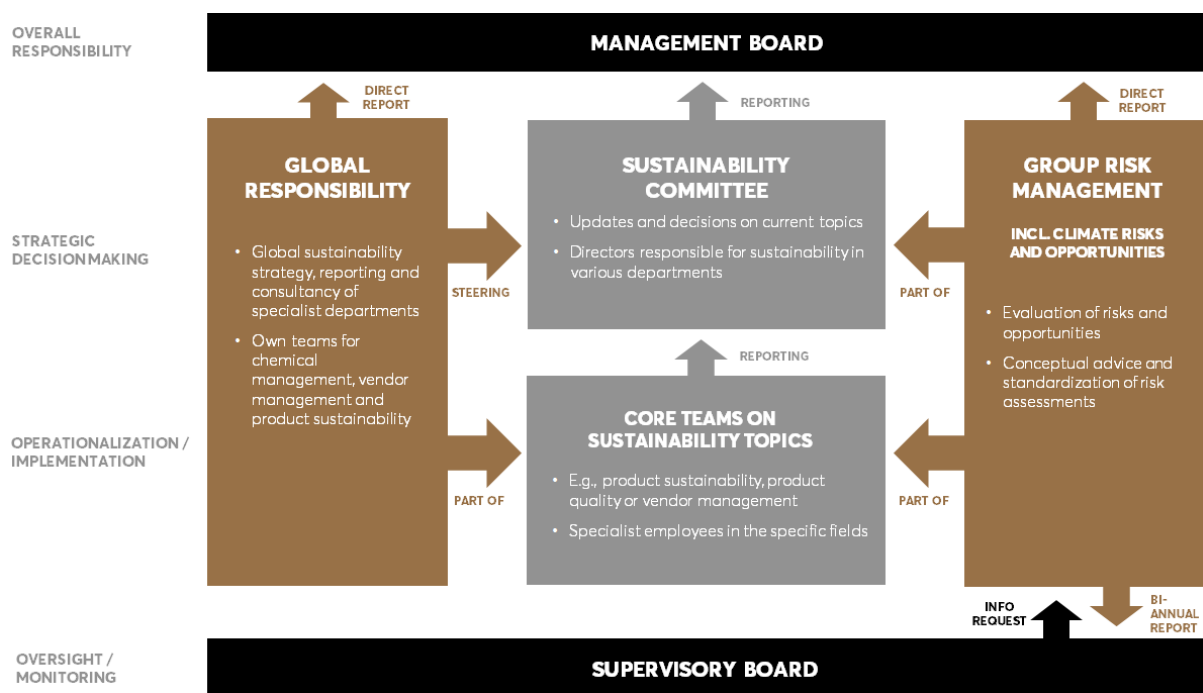 OVERALL
RESPONSIBILITY
MANAGEMENT BOARD
DIRECT
REPORT
REPORTING
DIRECT
REPORT
GLOBAL
RESPONSIBILITY
• Global sustainability
strategy, reporting and
consultancy of
specialist departments
• Own teams for
chemical
management, vendor
management and
product sustainability
SUSTAINABILITY
COMMITTEE
• Updates and decisions on current topics
• Directors responsible for sustainability in
various departments
GROUP RISK
MANAGEMENT
INCL. CLIMATE RISKS
AND OPPORTUNITIES
• Evaluation of risks and
opportunities
• Conceptual advice and
standardization of risk
assessments
STRATEGIC
DECISIONMAKING
STEERING
PART OF
REPORTING
OPERATIONALIZATION /
IMPLEMENTATION
CORE TEAMS ON
SUSTAINABILITY TOPICS
• E.g., product sustainability, product
quality or vendor management
• Specialist employees in the specific fields
PART OF
PART OF
INFO
REQUEST
BI-
ANNUAL
REPORT
OVERSIGHT /
MONITORING
SUPERVISORY BOARD